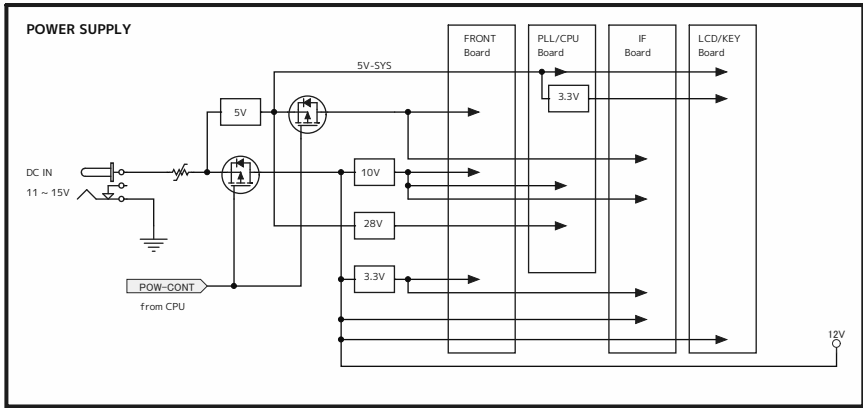 POWER SUPPLY
FRONT
Board
PLL/CPU
Board
IF
Board
LCD/KEY
Board
5V-SYS
3.3V
5V
DC IN
11 ~ 15V
10V
28V
3.3V
POW-CONT
from CPU
12V